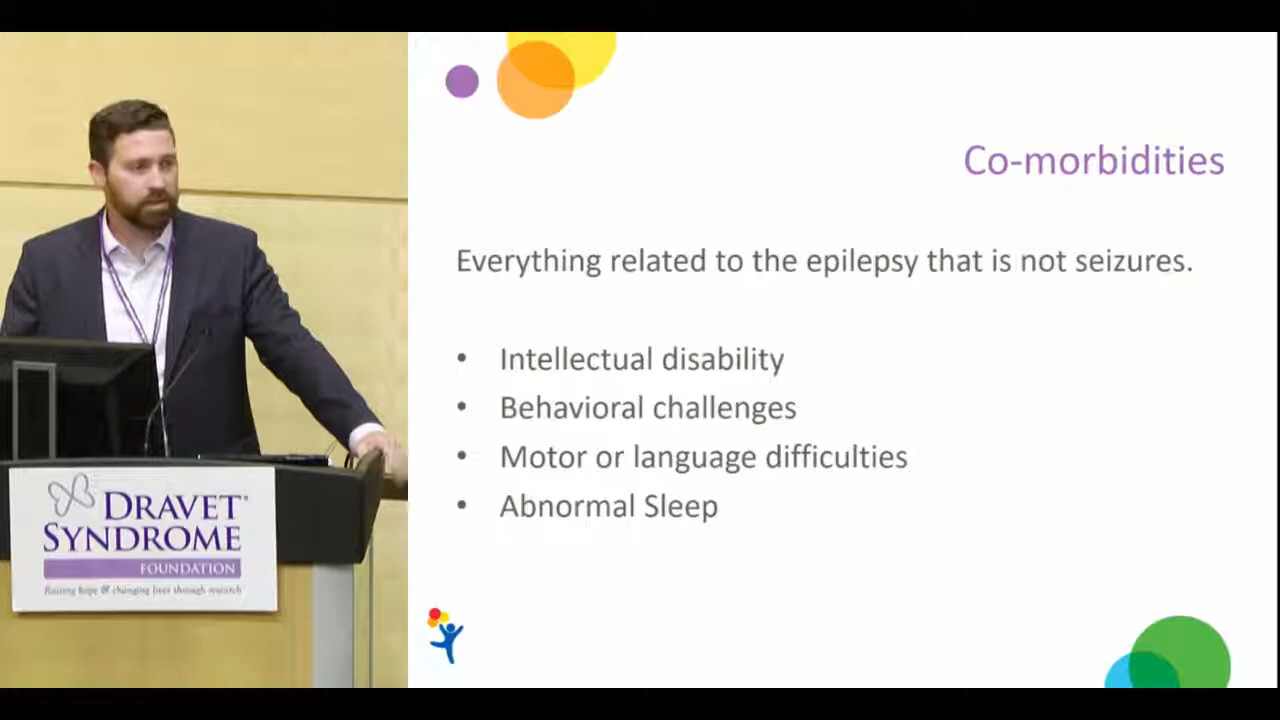 Co-morbidities
Everything related to the epilepsy that is not seizures.
• Intellectual disability
• Behavioral challenges
• Motor or language difficulties
• Abnormal Sleep
DRAVET
SYNDROME
FOUNDATION
Raising hope & changing lives through research